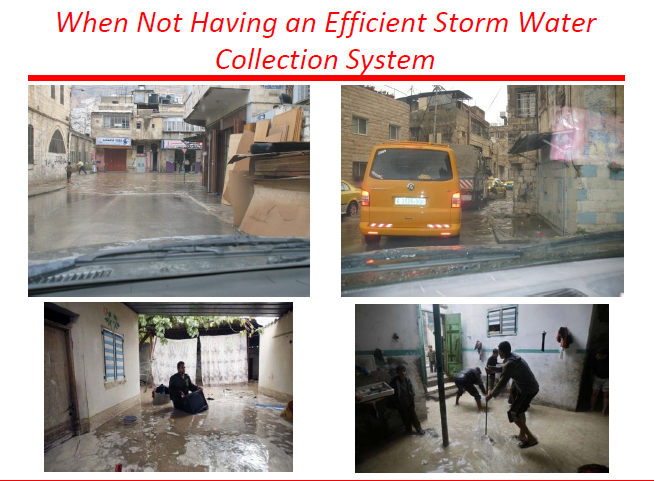 When Not Having an Efficient Storm Water
Collection System